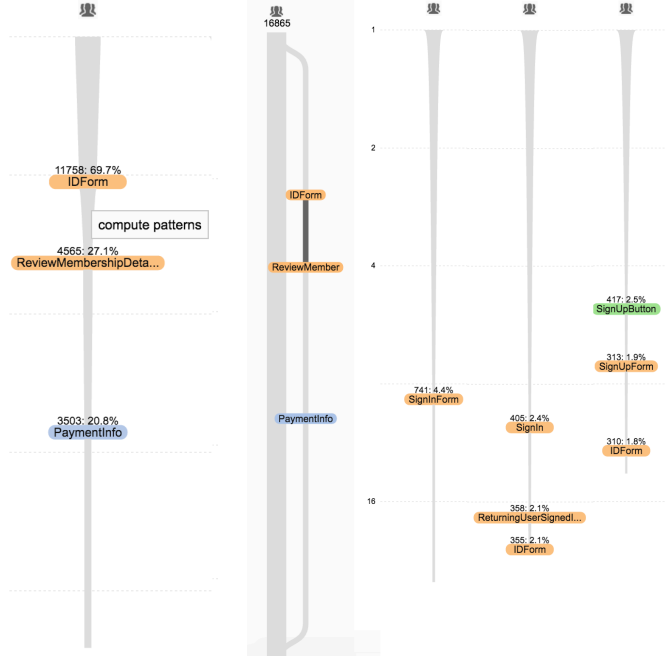 11758: 69.7%
IDForm
compute patterns
4565: 27.1%
ReviewMembershipDeta...
3503: 20.8%
PaymentInfo
16865
IDForm
ReviewMember
PaymentInfo
1
2
4
16
741: 4.4%
SignInForm
405: 2.4%
SignIn
358: 2.1%
ReturningUserSignedI...
355: 2.1%
IDForm
417: 2.5%
SignUpButton
313: 1.9%
SignUpForm
310: 1.8%
IDForm